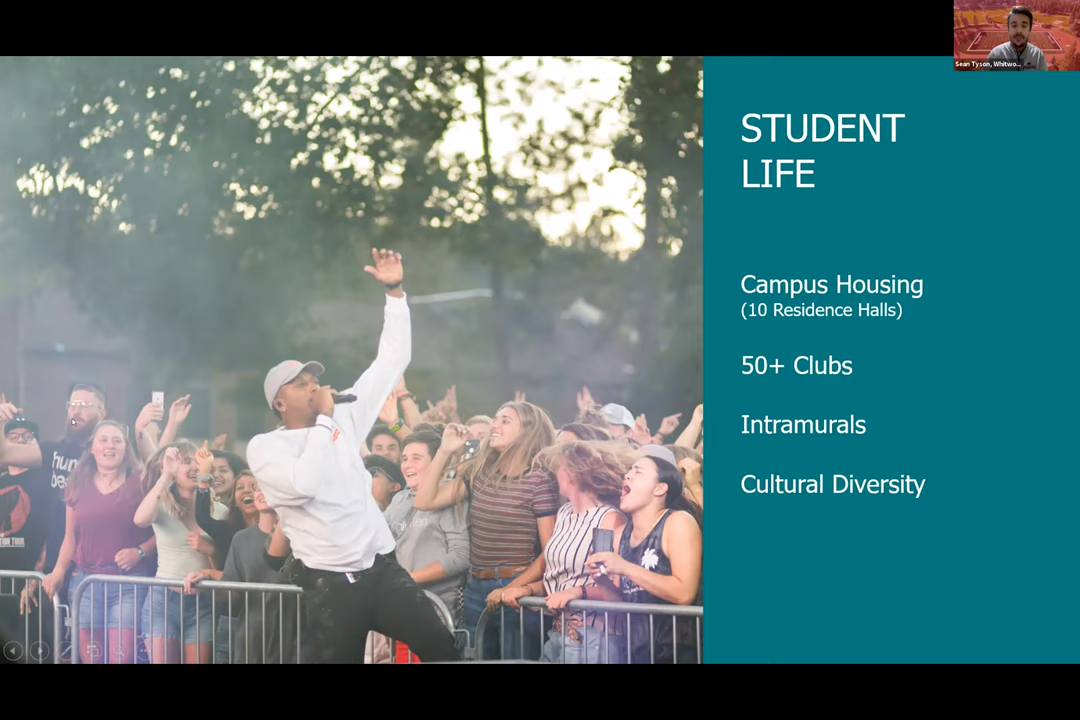 Sean Tyson, Whitwo...
STUDENT
LIFE
Campus Housing
(10 Residence Halls)
50+ Clubs
Intramurals
Cultural Diversity